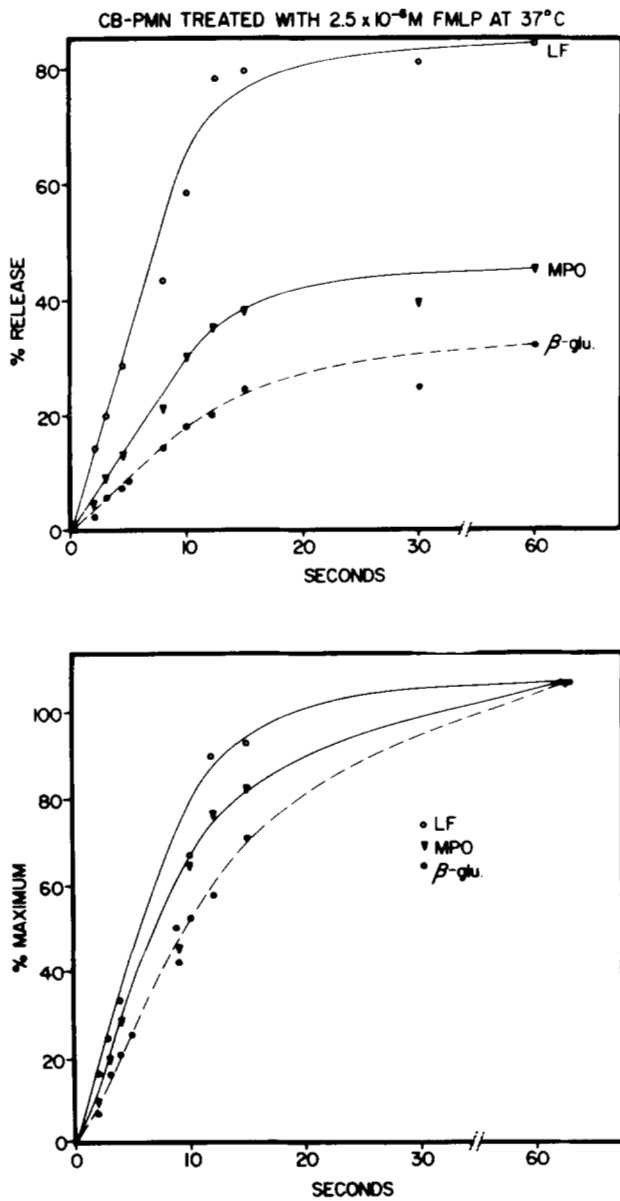 CB-PMN TREATED WITH 2.5 x 10⁻⁶M FMLP AT 37°C
80
60
40
20
0
% RELEASE
LF
MPO
β-glu.
0 10 20 30 60
SECONDS
100
80
60
40
20
0
% MAXIMUM
LF
MPO
β-glu.
0 10 20 30 60
SECONDS